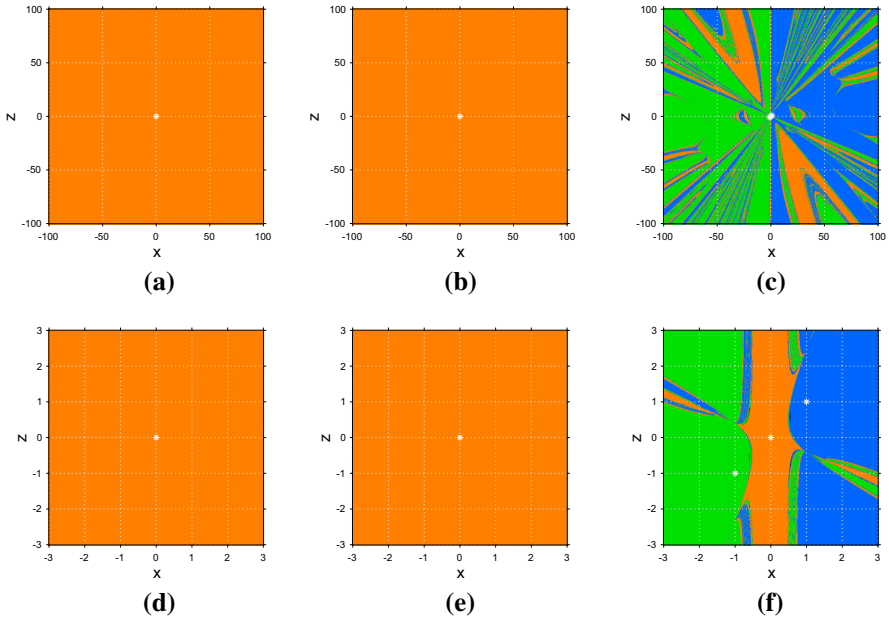 100 100 100
50 50 50
z 0 z 0 z 0
-50 -50 -50
-100 -100 -100
-100 -50 0 50 100 -100 -50 0 50 100 -100 -50 0 50 100
x x x
(a) (b) (c)
3 3 3
2 2 2
1 1 1
z 0 z 0 z 0
-1 -1 -1
-2 -2 -2
-3 -3 -3
-3 -2 -1 0 1 2 3 -3 -2 -1 0 1 2 3 -3 -2 -1 0 1 2 3
x x x
(d) (e) (f)